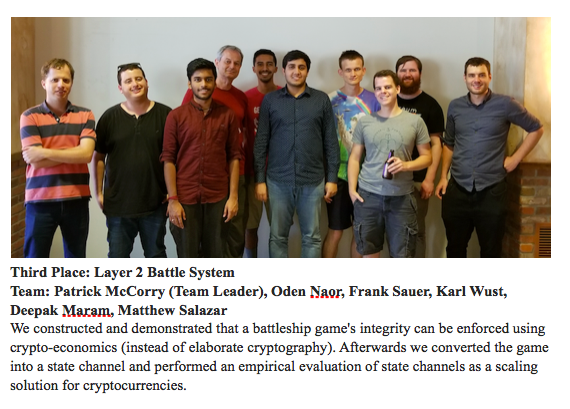 Third Place: Layer 2 Battle System
Team: Patrick McCorry (Team Leader), Oden Naor, Frank Sauer, Karl Wust,
Deepak Maram, Matthew Salazar
We constructed and demonstrated that a battleship game's integrity can be enforced using
crypto-economics (instead of elaborate cryptography). Afterwards we converted the game
into a state channel and performed an empirical evaluation of state channels as a scaling
solution for cryptocurrencies.